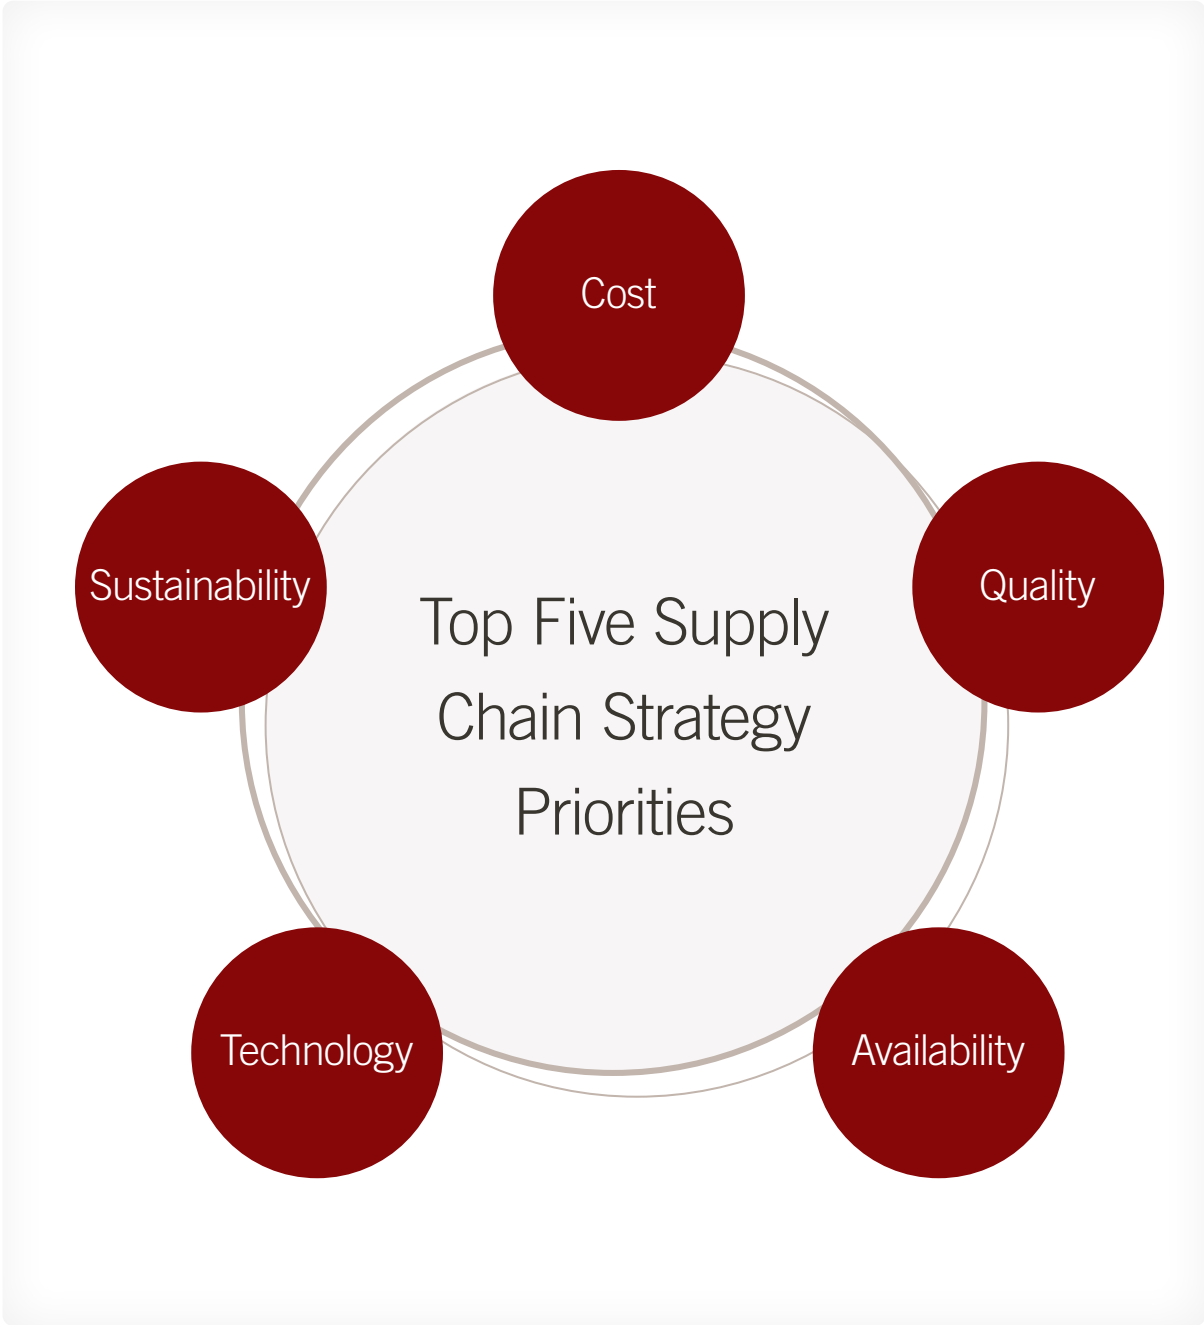 Cost
Sustainability
Quality
Top Five Supply
Chain Strategy
Priorities
Technology
Availability